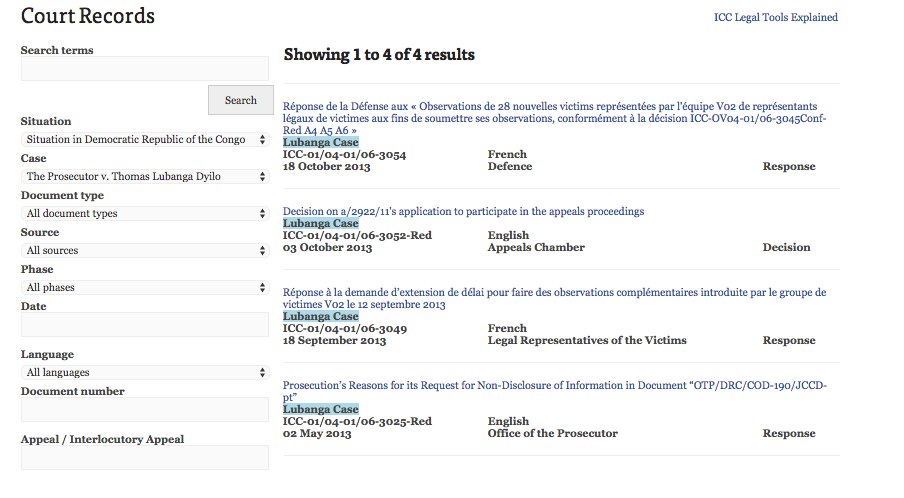 Court Records
ICC Legal Tools Explained
Search terms
Search
Situation
Situation in Democratic Republic of the Congo
Case
The Prosecutor v. Thomas Lubanga Dyilo
Document type
All document types
Source
All sources
Phase
All phases
Date
Language
All languages
Document number
Appeal / Interlocutory Appeal
Showing 1 to 4 of 4 results
Réponse de la Défense aux « Observations de 28 nouvelles victims représentées par l'équipe V02 de représentants
légaux de victimes aux fins de soumettre ses observations, conformément à la décision ICC-OV04-01/06-3045Conf-
Red A4 A5 A6 »
Lubanga Case
ICC-01/04-01/06-3054 French
18 October 2013 Defence Response
Decision on a/2922/11's application to participate in the appeals proceedings
Lubanga Case
ICC-01/04-01/06-3052-Red English
03 October 2013 Appeals Chamber Decision
Réponse à la demande d'extension de délai pour faire des observations complémentaires introduite par le groupe de
victimes V02 le 12 septembre 2013
Lubanga Case
ICC-01/04-01/06-3049 French
18 September 2013 Legal Representatives of the Victims Response
Prosecution's Reasons for its Request for Non-Disclosure of Information in Document “OTP/DRC/COD-190/JCCD-
pt”
Lubanga Case
ICC-01/04-01/06-3025-Red English
02 May 2013 Office of the Prosecutor Response